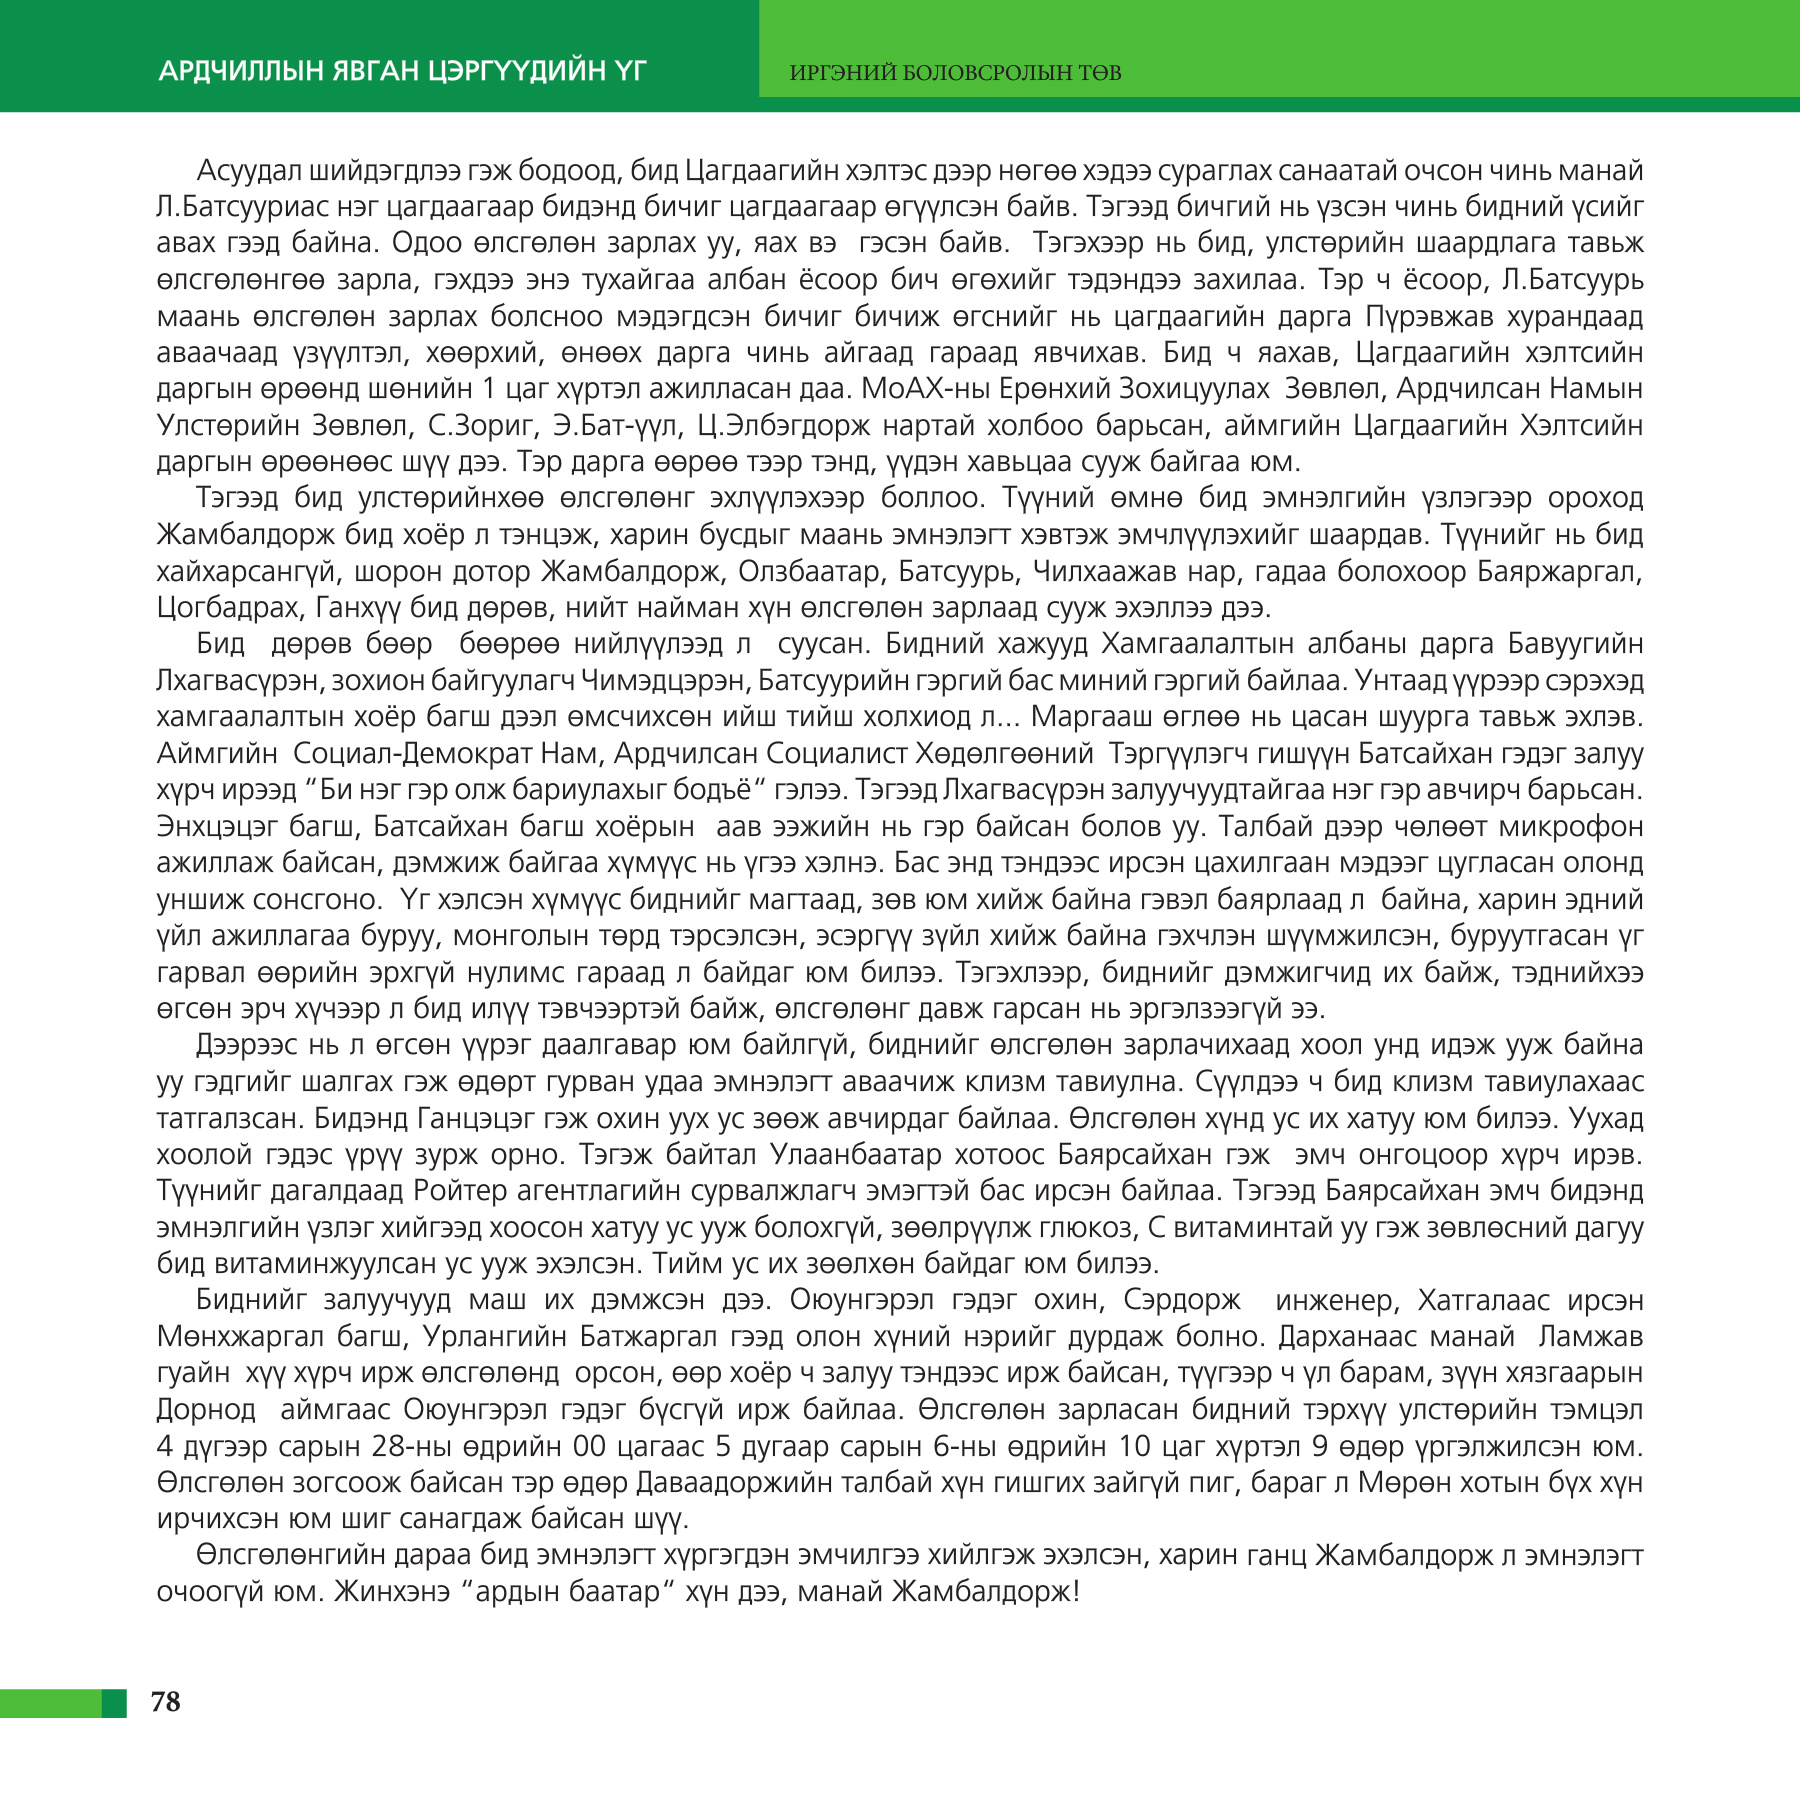 АРДЧИЛЛЫН ЯВГАН ЦЭРГҮҮДИЙН ҮГ
ИРГЭНИЙ БОЛОВСРОЛЫН ТӨВ
Асуудал шийдэгдлээ гэж бодоод, бид Цагдаагийн хэлтэс дээр нөгөө хэдээ сураглах санаатай очсон чинь манай
Л.Батсууриас нэг цагдаагаар бидэнд бичиг цагдаагаар өгүүлсэн байв. Тэгээд бичгий нь үзсэн чинь бидний үсийг
авах гээд байна. Одоо өлсгөлөн зарлах уу, яах вэ гэсэн байв. Тэгэхээр нь бид, улстөрийн шаардлага тавьж
өлсгөлөнгөө зарла, гэхдээ энэ тухайгаа албан ёсоор бич өгөхийг тэдэндээ захилаа. Тэр ч ёсоор, Л.Батсуурь
маань өлсгөлөн зарлах болсноо мэдэгдсэн бичиг бичиж өгснийг нь цагдаагийн дарга Пүрэвжав хурандаад
аваачаад үзүүлтэл, хөөрхий, өнөөх дарга чинь айгаад гараад явчихав. Бид ч яахав, Цагдаагийн хэлтсийн
даргын өрөөнд шөнийн 1 цаг хүртэл ажилласан даа. МоАХ-ны Ерөнхий Зохицуулах Зөвлөл, Ардчилсан Намын
Улстөрийн Зөвлөл, С.Зориг, Э.Бат-үүл, Ц.Элбэгдорж нартай холбоо барьсан, аймгийн Цагдаагийн Хэлтсийн
даргын өрөөнөөс шүү дээ. Тэр дарга өөрөө тээр тэнд, үүдэн хавьцаа сууж байгаа юм.
Тэгээд бид улстөрийнхөө өлсгөлөнг эхлүүлэхээр боллоо. Түүний өмнө бид эмнэлгийн үзлэгээр ороход
Жамбалдорж бид хоёр л тэнцэж, харин бусдыг маань эмнэлэгт хэвтэж эмчлүүлэхийг шаардав. Түүнийг нь бид
хайхарсангүй, шорон дотор Жамбалдорж, Олзбаатар, Батсуурь, Чилхаажав нар, гадаа болохоор Баяржаргал,
Цогбадрах, Ганхүү бид дөрөв, нийт найман хүн өлсгөлөн зарлаад сууж эхэллээ дээ.
Бид дөрөв бөөр бөөрөө нийлүүлээд л суусан. Бидний хажууд Хамгаалалтын албаны дарга Бавуугийн
Лхагвасүрэн, зохион байгуулагч Чимэдцэрэн, Батсуурийн гэргий бас миний гэргий байлаа. Унтаад үүрээр сэрэхэд
хамгаалалтын хоёр багш дээл өмсчихсөн ийш тийш холхиод л... Маргааш өглөө нь цасан шуурга тавьж эхлэв.
Аймгийн Социал-Демократ Нам, Ардчилсан Социалист Хөдөлгөөний Тэргүүлэгч гишүүн Батсайхан гэдэг залуу
хүрч ирээд “Би нэг гэр олж бариулахыг бодъё“ гэлээ. Тэгээд Лхагвасүрэн залуучуудтайгаа нэг гэр авчирч барьсан.
Энхцэцэг багш, Батсайхан багш хоёрын аав ээжийн нь гэр байсан болов уу. Талбай дээр чөлөөт микрофон
ажиллаж байсан, дэмжиж байгаа хүмүүс нь үгээ хэлнэ. Бас энд тэндээс ирсэн цахилгаан мэдээг цугласан олонд
уншиж сонсгоно. Үг хэлсэн хүмүүс биднийг магтаад, зөв юм хийж байна гэвэл баярлаад л байна, харин эдний
үйл ажиллагаа буруу, монголын төрд тэрсэлсэн, эсэргүү зүйл хийж байна гэхчлэн шүүмжилсэн, буруутгасан үг
гарвал өөрийн эрхгүй нулимс гараад л байдаг юм билээ. Тэгэхлээр, биднийг дэмжигчид их байж, тэднийхээ
өгсөн эрч хүчээр л бид илүү тэвчээртэй байж, өлсгөлөнг давж гарсан нь эргэлзээгүй ээ.
Дээрээс нь л өгсөн үүрэг даалгавар юм байлгүй, биднийг өлсгөлөн зарлачихаад хоол унд идэж ууж байна
уу гэдгийг шалгах гэж өдөрт гурван удаа эмнэлэгт аваачиж клизм тавиулна. Сүүлдээ ч бид клизм тавиулахаас
татгалзсан. Бидэнд Ганцэцэг гэж охин уух ус зөөж авчирдаг байлаа. Өлсгөлөн хүнд ус их хатуу юм билээ. Уухад
хоолой гэдэс үрүү зурж орно. Тэгэж байтал Улаанбаатар хотоос Баярсайхан гэж эмч онгоцоор хүрч ирэв.
Түүнийг дагалдаад Ройтер агентлагийн сурвалжлагч эмэгтэй бас ирсэн байлаа. Тэгээд Баярсайхан эмч бидэнд
эмнэлгийн үзлэг хийгээд хоосон хатуу ус ууж болохгүй, зөөлрүүлж глюкоз, С витаминтай уу гэж зөвлөсний дагуу
бид витаминжуулсан ус ууж эхэлсэн. Тийм ус их зөөлхөн байдаг юм билээ.
Биднийг залуучууд маш их дэмжсэн дээ. Оюунгэрэл гэдэг охин, Сэрдорж инженер, Хатгалаас ирсэн
Мөнхжаргал багш, Урлангийн Батжаргал гээд олон хүний нэрийг дурдаж болно. Дарханаас манай Ламжав
гуайн хүү хүрч ирж өлсгөлөнд орсон, өөр хоёр ч залуу тэндээс ирж байсан, түүгээр ч үл барам, зүүн хязгаарын
Дорнод аймгаас Оюунгэрэл гэдэг бүсгүй ирж байлаа. Өлсгөлөн зарласан бидний тэрхүү улстөрийн тэмцэл
4 дүгээр сарын 28-ны өдрийн 00 цагаас 5 дугаар сарын 6-ны өдрийн 10 цаг хүртэл 9 өдөр үргэлжилсэн юм.
Өлсгөлөн зогсоож байсан тэр өдөр Даваадоржийн талбай хүн гишгих зайгүй пиг, бараг л Мөрөн хотын бүх хүн
ирчихсэн юм шиг санагдаж байсан шүү.
Өлсгөлөнгийн дараа бид эмнэлэгт хүргэгдэн эмчилгээ хийлгэж эхэлсэн, харин ганц Жамбалдорж л эмнэлэгт
очоогүй юм. Жинхэнэ “ардын баатар“ хүн дээ, манай Жамбалдорж!
78